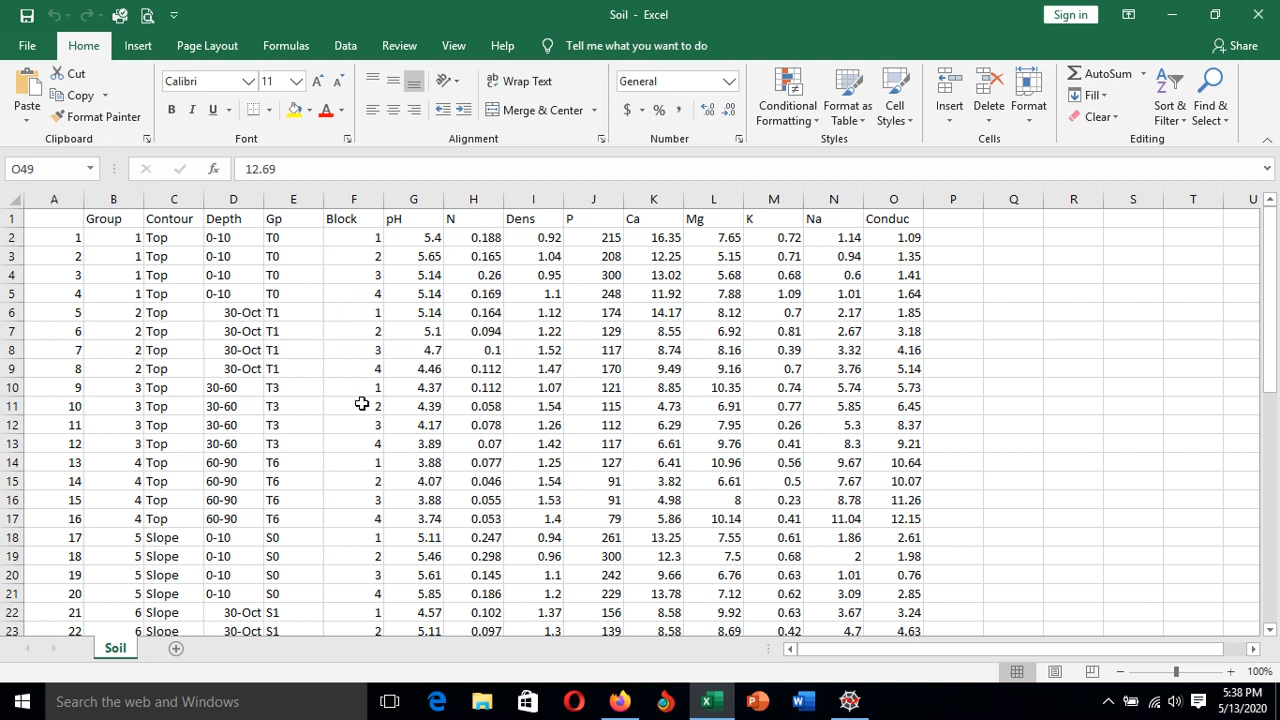 Soil - Excel
Sign in
File Home Insert Page Layout Formulas Data Review View Help Tell me what you want to do Share
Paste Cut Copy Format Painter Clipboard
Calibri 11 B I U A Font
Wrap Text Merge & Center Alignment
General $ % , Number
Conditional Formatting Format as Table Cell Styles Styles
Insert Delete Format Cells
AutoSum Fill Clear Sort & Filter Find & Select Editing
O49 fx 12.69
A B C D E F G H I J K L M N O P Q R S T U
1 Group Contour Depth Gp Block pH N Dens P Ca Mg K Na Conduc
2 1 1 Top 0-10 T0 1 5.4 0.188 0.92 215 16.35 7.65 0.72 1.14 1.09
3 2 1 Top 0-10 T0 2 5.65 0.165 1.04 208 12.25 5.15 0.71 0.94 1.35
4 3 1 Top 0-10 T0 3 5.14 0.26 0.95 300 13.02 5.68 0.68 0.6 1.41
5 4 1 Top 0-10 T0 4 5.14 0.169 1.1 248 11.92 7.88 1.09 1.01 1.64
6 5 2 Top 30-Oct T1 1 5.14 0.164 1.12 174 14.17 8.12 0.7 2.17 1.85
7 6 2 Top 30-Oct T1 2 5.1 0.094 1.22 129 8.55 6.92 0.81 2.67 3.18
8 7 2 Top 30-Oct T1 3 4.7 0.1 1.52 117 8.74 8.16 0.39 3.32 4.16
9 8 2 Top 30-Oct T1 4 4.46 0.112 1.47 170 9.49 9.16 0.7 3.76 5.14
10 9 3 Top 30-60 T3 1 4.37 0.112 1.07 121 8.85 10.35 0.74 5.74 5.73
11 10 3 Top 30-60 T3 2 4.39 0.058 1.54 115 4.73 6.91 0.77 5.85 6.45
12 11 3 Top 30-60 T3 3 4.17 0.078 1.26 112 6.29 7.95 0.26 5.3 8.37
13 12 3 Top 30-60 T3 4 3.89 0.07 1.42 117 6.61 9.76 0.41 8.3 9.21
14 13 4 Top 60-90 T6 1 3.88 0.077 1.25 127 6.41 10.96 0.56 9.67 10.64
15 14 4 Top 60-90 T6 2 4.07 0.046 1.54 91 3.82 6.61 0.5 7.67 10.07
16 15 4 Top 60-90 T6 3 3.88 0.055 1.53 91 4.98 8 0.23 8.78 11.26
17 16 4 Top 60-90 T6 4 3.74 0.053 1.4 79 5.86 10.14 0.41 11.04 12.15
18 17 5 Slope 0-10 S0 1 5.11 0.247 0.94 261 13.25 7.55 0.61 1.86 2.61
19 18 5 Slope 0-10 S0 2 5.46 0.298 0.96 300 12.3 7.5 0.68 2 1.98
20 19 5 Slope 0-10 S0 3 5.61 0.145 1.1 242 9.66 6.76 0.63 1.01 0.76
21 20 5 Slope 0-10 S0 4 5.85 0.186 1.2 229 13.78 7.12 0.62 3.09 2.85
22 21 6 Slope 30-Oct S1 1 4.57 0.102 1.37 156 8.58 9.92 0.63 3.67 3.24
23 22 6 Slope 30-Oct S1 2 5.11 0.097 1.3 139 8.58 8.69 0.42 4.7 4.63
Soil
100%
Search the web and Windows
5:38 PM
5/13/2020